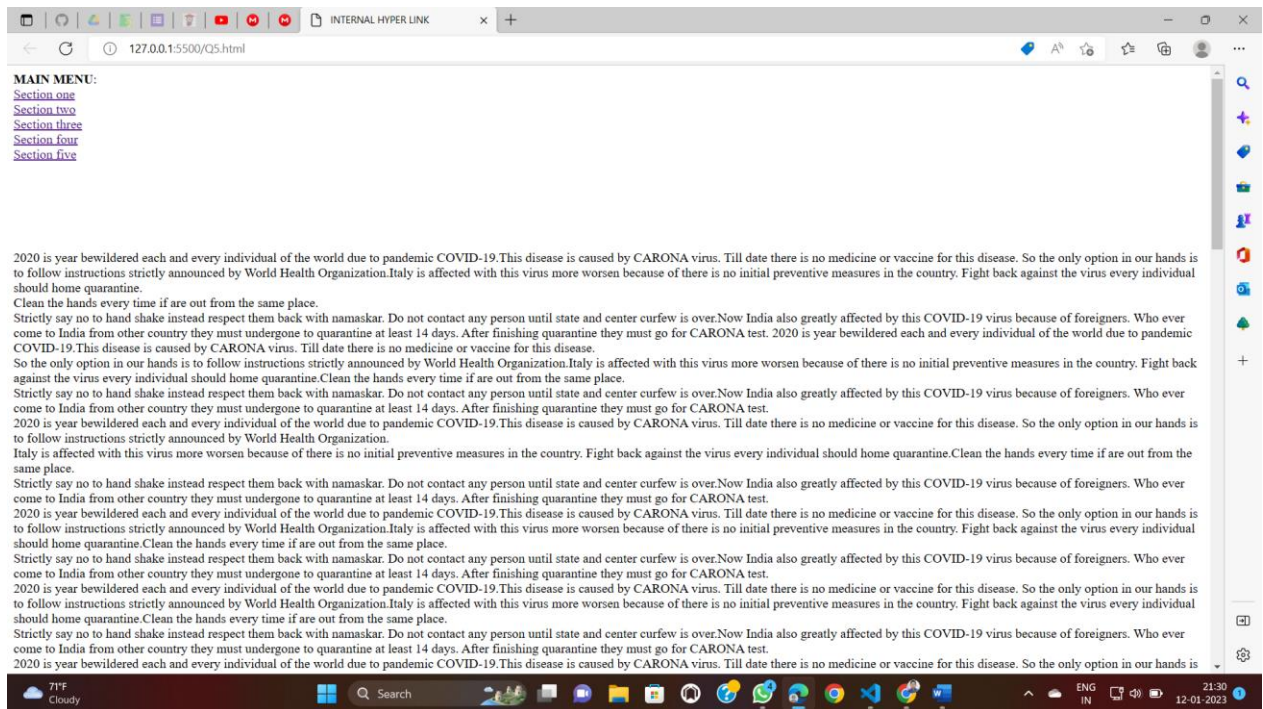 INTERNAL HYPER LINK
127.0.0.1:5500/Q5.html
MAIN MENU:
Section one
Section two
Section three
Section four
Section five
2020 is year bewildered each and every individual of the world due to pandemic COVID-19.This disease is caused by CARONA virus. Till date there is no medicine or vaccine for this disease. So the only option in our hands is
to follow instructions strictly announced by World Health Organization.Italy is affected with this virus more worsen because of there is no initial preventive measures in the country. Fight back against the virus every individual
should home quarantine.
Clean the hands every time if are out from the same place.
Strictly say no to hand shake instead respect them back with namaskar. Do not contact any person until state and center curfew is over.Now India also greatly affected by this COVID-19 virus because of foreigners. Who ever
come to India from other country they must undergone to quarantine at least 14 days. After finishing quarantine they must go for CARONA test. 2020 is year bewildered each and every individual of the world due to pandemic
COVID-19.This disease is caused by CARONA virus. Till date there is no medicine or vaccine for this disease.
So the only option in our hands is to follow instructions strictly announced by World Health Organization.Italy is affected with this virus more worsen because of there is no initial preventive measures in the country. Fight back
against the virus every individual should home quarantine.Clean the hands every time if are out from the same place.
Strictly say no to hand shake instead respect them back with namaskar. Do not contact any person until state and center curfew is over.Now India also greatly affected by this COVID-19 virus because of foreigners. Who ever
come to India from other country they must undergone to quarantine at least 14 days. After finishing quarantine they must go for CARONA test.
2020 is year bewildered each and every individual of the world due to pandemic COVID-19.This disease is caused by CARONA virus. Till date there is no medicine or vaccine for this disease. So the only option in our hands is
to follow instructions strictly announced by World Health Organization.
Italy is affected with this virus more worsen because of there is no initial preventive measures in the country. Fight back against the virus every individual should home quarantine.Clean the hands every time if are out from the
same place.
Strictly say no to hand shake instead respect them back with namaskar. Do not contact any person until state and center curfew is over.Now India also greatly affected by this COVID-19 virus because of foreigners. Who ever
come to India from other country they must undergone to quarantine at least 14 days. After finishing quarantine they must go for CARONA test.
2020 is year bewildered each and every individual of the world due to pandemic COVID-19.This disease is caused by CARONA virus. Till date there is no medicine or vaccine for this disease. So the only option in our hands is
to follow instructions strictly announced by World Health Organization.Italy is affected with this virus more worsen because of there is no initial preventive measures in the country. Fight back against the virus every individual
should home quarantine.Clean the hands every time if are out from the same place.
Strictly say no to hand shake instead respect them back with namaskar. Do not contact any person until state and center curfew is over.Now India also greatly affected by this COVID-19 virus because of foreigners. Who ever
come to India from other country they must undergone to quarantine at least 14 days. After finishing quarantine they must go for CARONA test.
2020 is year bewildered each and every individual of the world due to pandemic COVID-19.This disease is caused by CARONA virus. Till date there is no medicine or vaccine for this disease. So the only option in our hands is
to follow instructions strictly announced by World Health Organization.Italy is affected with this virus more worsen because of there is no initial preventive measures in the country. Fight back against the virus every individual
should home quarantine.Clean the hands every time if are out from the same place.
Strictly say no to hand shake instead respect them back with namaskar. Do not contact any person until state and center curfew is over.Now India also greatly affected by this COVID-19 virus because of foreigners. Who ever
come to India from other country they must undergone to quarantine at least 14 days. After finishing quarantine they must go for CARONA test.
2020 is year bewildered each and every individual of the world due to pandemic COVID-19.This disease is caused by CARONA virus. Till date there is no medicine or vaccine for this disease. So the only option in our hands is
71°F
Cloudy
Search
ENG
IN
21:30
12-01-2023